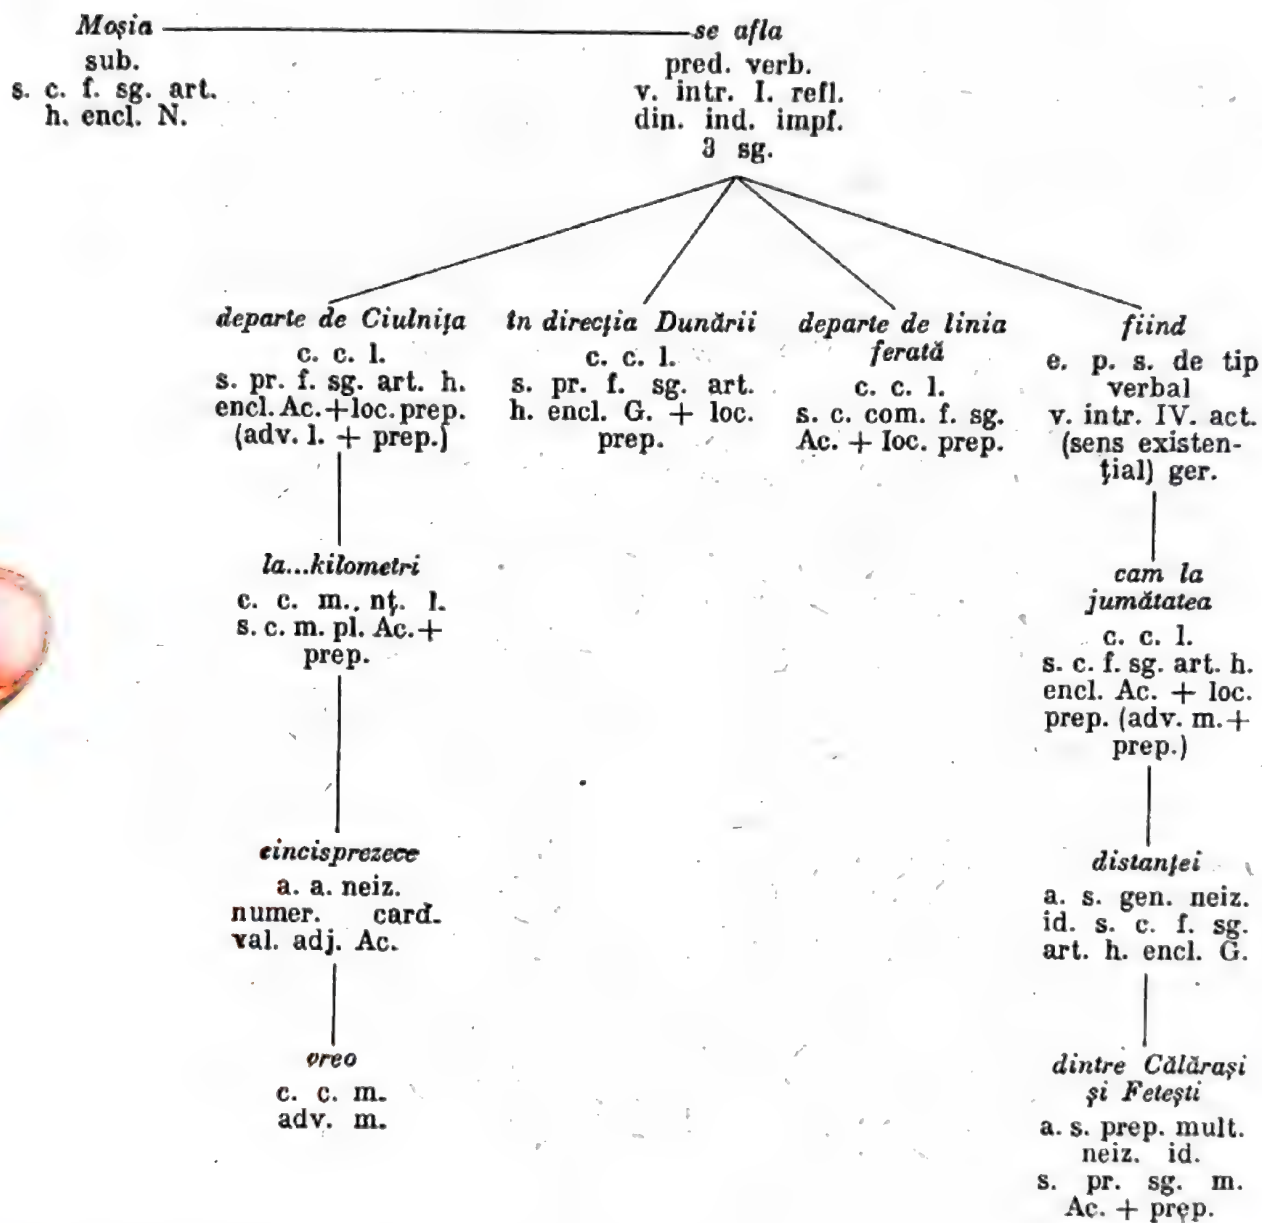 Moșia
sub.
s. c. f. sg. art.
h. encl. N.
se afla
pred. verb.
v. intr. I. refl.
din. ind. impf.
3 sg.
departe de Ciulnița
c. c. l.
s. pr. f. sg. art. h.
encl. Ac.+loc. prep.
(adv. l. + prep.)
în direcția Dunării
c. c. l.
s. pr. f. sg. art.
h. encl. G. + loc.
prep.
departe de linia
ferată
c. c. l.
s. c. com. f. sg.
Ac. + loc. prep.
fiind
e. p. s. de tip
verbal
v. intr. IV. act.
(sens existen-
țial) ger.
la...kilometri
c. c. m., nț. l.
s. c. m. pl. Ac.+
prep.
cam la
jumătatea
c. c. l.
s. c. f. sg. art. h.
encl. Ac. + loc.
prep. (adv. m.+
prep.)
cincisprezece
a. a. neiz.
numer. card.
val. adj. Ac.
distanței
a. s. gen. neiz.
id. s. c. f. sg.
art. h. encl. G.
vreo
c. c. m.
adv. m.
dintre Călărași
și Fetești
a. s. prep. mult.
neiz. id.
s. pr. sg. m.
Ac. + prep.